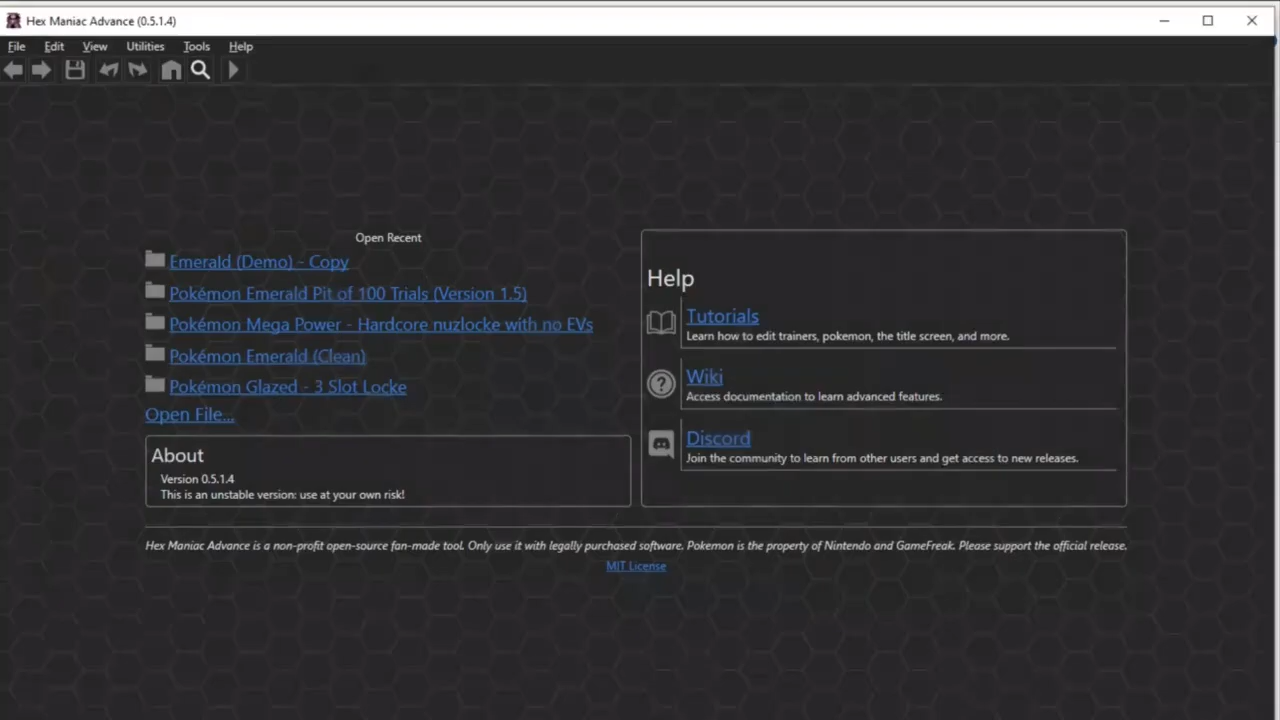 Hex Maniac Advance (0.5.1.4)
File Edit View Utilities Tools Help
Open Recent
Emerald (Demo) - Copy
Pokémon Emerald Pit of 100 Trials (Version 1.5)
Pokémon Mega Power - Hardcore nuzlocke with no EVs
Pokémon Emerald (Clean)
Pokémon Glazed - 3 Slot Locke
Open File...
About
Version 0.5.1.4
This is an unstable version: use at your own risk!
Help
Tutorials
Learn how to edit trainers, pokemon, the title screen, and more.
Wiki
Access documentation to learn advanced features.
Discord
Join the community to learn from other users and get access to new releases.
Hex Maniac Advance is a non-profit open-source fan-made tool. Only use it with legally purchased software. Pokemon is the property of Nintendo and GameFreak. Please support the official release.
MIT License